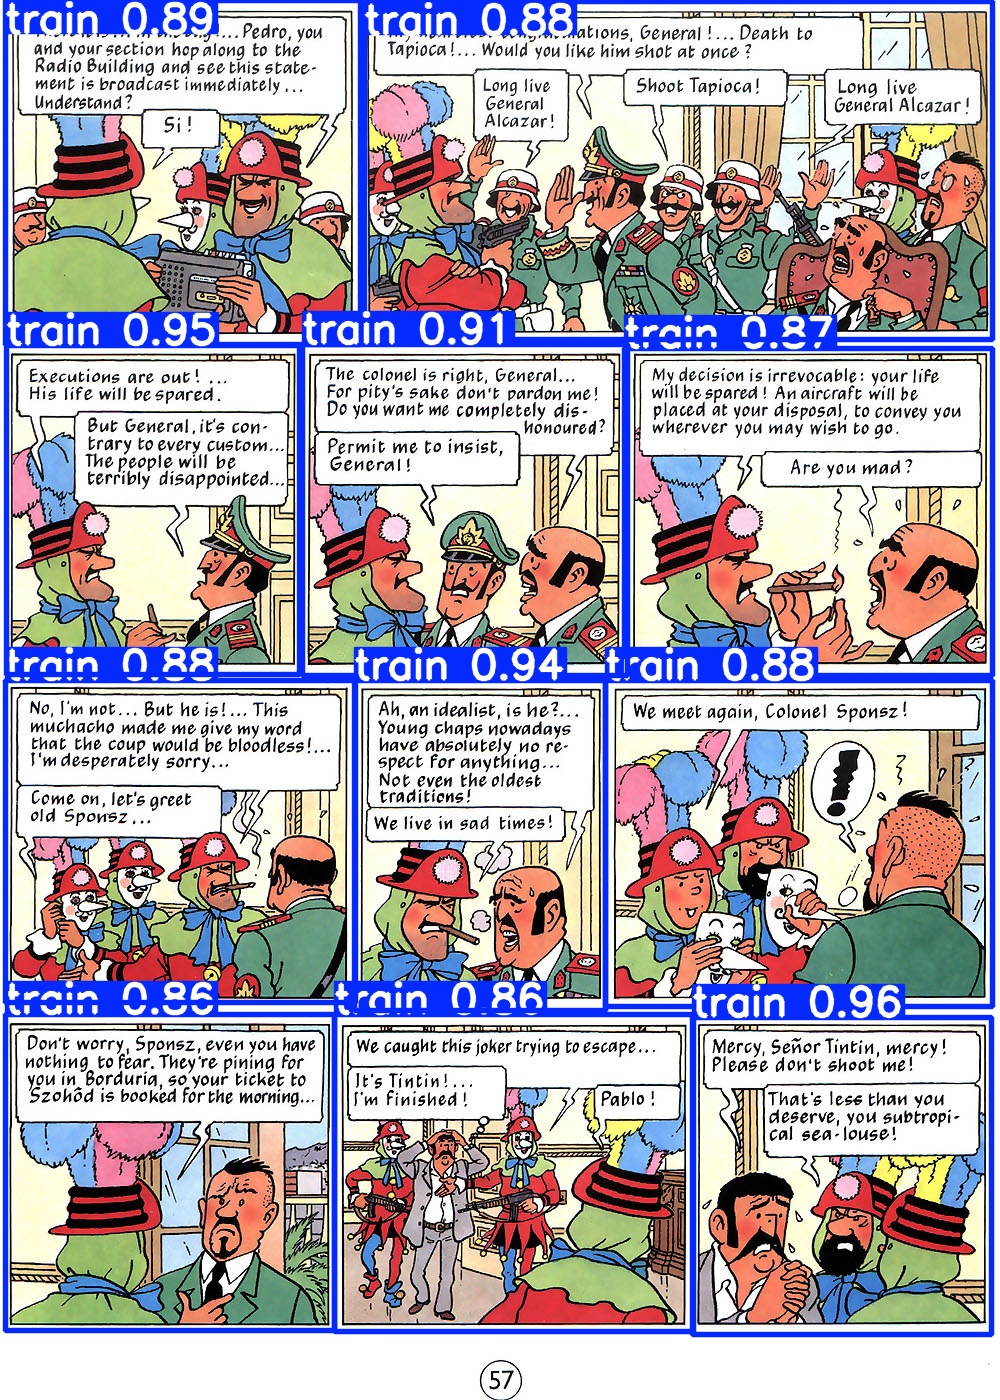 train 0.89
Pedro, you
and your section hop along to the
Radio Building and see this state-
ment is broadcast immediately...
Understand?
Si!
train 0.88
General!... Death to
Tapioca!... Would you like him shot at once?
Long live
General
Alcazar!
Shoot Tapioca!
Long live
General Alcazar!
train 0.95
Executions are out! ...
His life will be spared.
But General, it's con-
trary to every custom...
The people will be
terribly disappointed...
train 0.91
The colonel is right, General...
For pity's sake don't pardon me!
Do you want me completely dis-
honoured?
Permit me to insist,
General!
train 0.87
My decision is irrevocable: your life
will be spared! An aircraft will be
placed at your disposal, to convey you
wherever you may wish to go.
Are you mad?
train 0.88
No, I'm not... But he is!... This
muchacho made me give my word
that the coup would be bloodless!...
I'm desperately sorry...
Come on, let's greet
old Sponsz...
train 0.94
Ah, an idealist, is he?...
Young chaps nowadays
have absolutely no re-
spect for anything...
Not even the oldest
traditions!
We live in sad times!
train 0.88
We meet again, Colonel Sponsz!
!
train 0.86
Don't worry, Sponsz, even you have
nothing to fear. They're pining for
you in Borduria, so your ticket to
Szohôd is booked for the morning...
train 0.86
We caught this joker trying to escape...
It's Tintin!...
I'm finished!
Pablo!
train 0.96
Mercy, Señor Tintin, mercy!
Please don't shoot me!
That's less than you
deserve, you subtropi-
cal sea-louse!
57